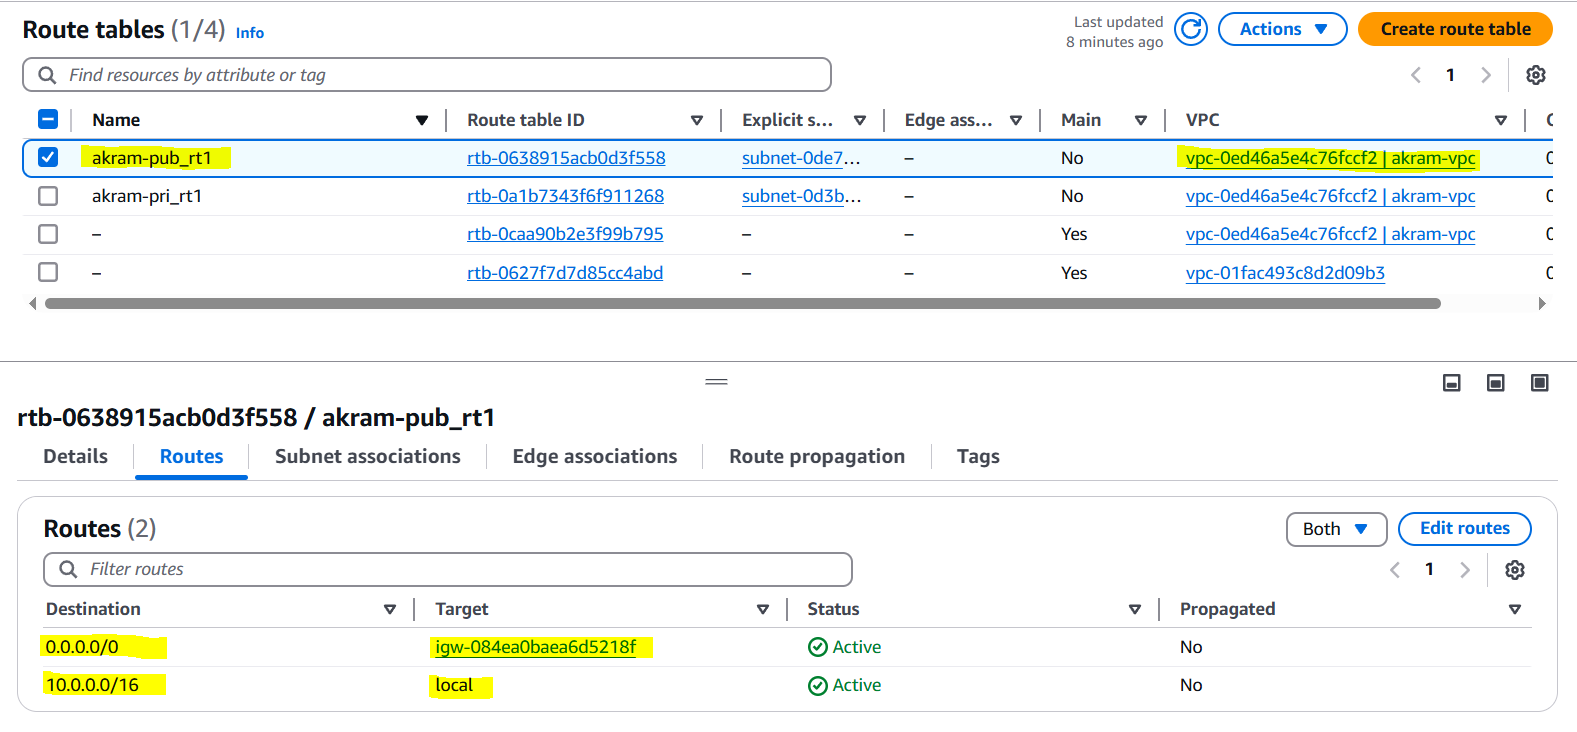 Route tables (1/4) Info
Last updated
8 minutes ago
Actions
Create route table
Find resources by attribute or tag
1
Name Route table ID Explicit s... Edge ass... Main VPC
akram-pub_rt1 rtb-0638915acb0d3f558 subnet-0de7... – No vpc-0ed46a5e4c76fccf2 | akram-vpc
akram-pri_rt1 rtb-0a1b7343f6f911268 subnet-0d3b... – No vpc-0ed46a5e4c76fccf2 | akram-vpc
– rtb-0caa90b2e3f99b795 – – Yes vpc-0ed46a5e4c76fccf2 | akram-vpc
– rtb-0627f7d7d85cc4abd – – Yes vpc-01fac493c8d2d09b3
rtb-0638915acb0d3f558 / akram-pub_rt1
Details Routes Subnet associations Edge associations Route propagation Tags
Routes (2)
Both
Edit routes
Filter routes
1
Destination Target Status Propagated
0.0.0.0/0 igw-084ea0baea6d5218f Active No
10.0.0.0/16 local Active No